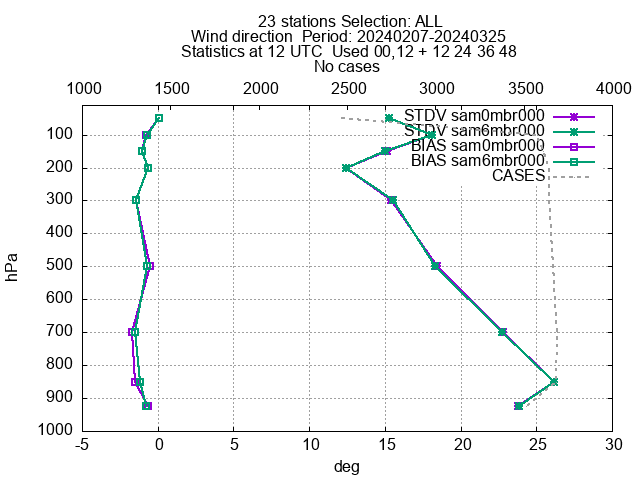 23 stations Selection: ALL
Wind direction  Period: 20240207-20240325
Statistics at 12 UTC  Used 00,12 + 12 24 36 48
No cases
1000 1500 2000 2500 3000 3500 4000
STDV sam0mbr000
STDV sam6mbr000
BIAS sam0mbr000
BIAS sam6mbr000
CASES
100
200
300
400
500
600
700
800
900
1000
hPa
-5 0 5 10 15 20 25 30
deg